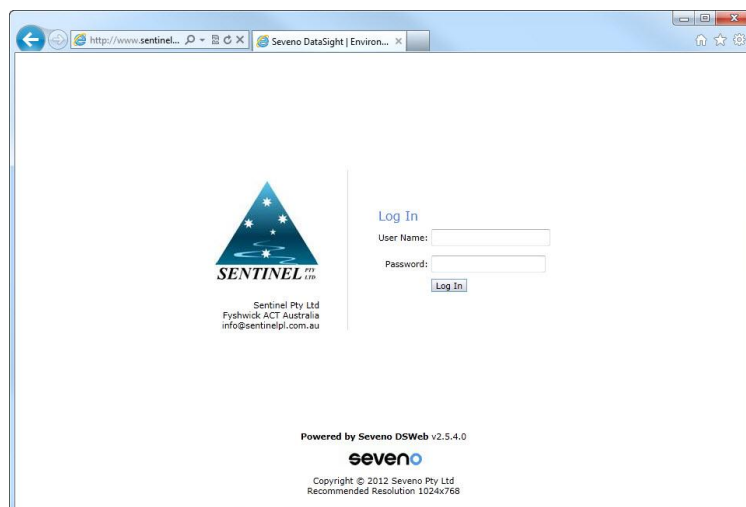 http://www.sentinel...
Seveno DataSight | Environ...
SENTINEL PTY LTD
Sentinel Pty Ltd
Fyshwick ACT Australia
info@sentinelpl.com.au
Log In
User Name:
Password:
Log In
Powered by Seveno DSWeb v2.5.4.0
seveno
Copyright © 2012 Seveno Pty Ltd
Recommended Resolution 1024x768